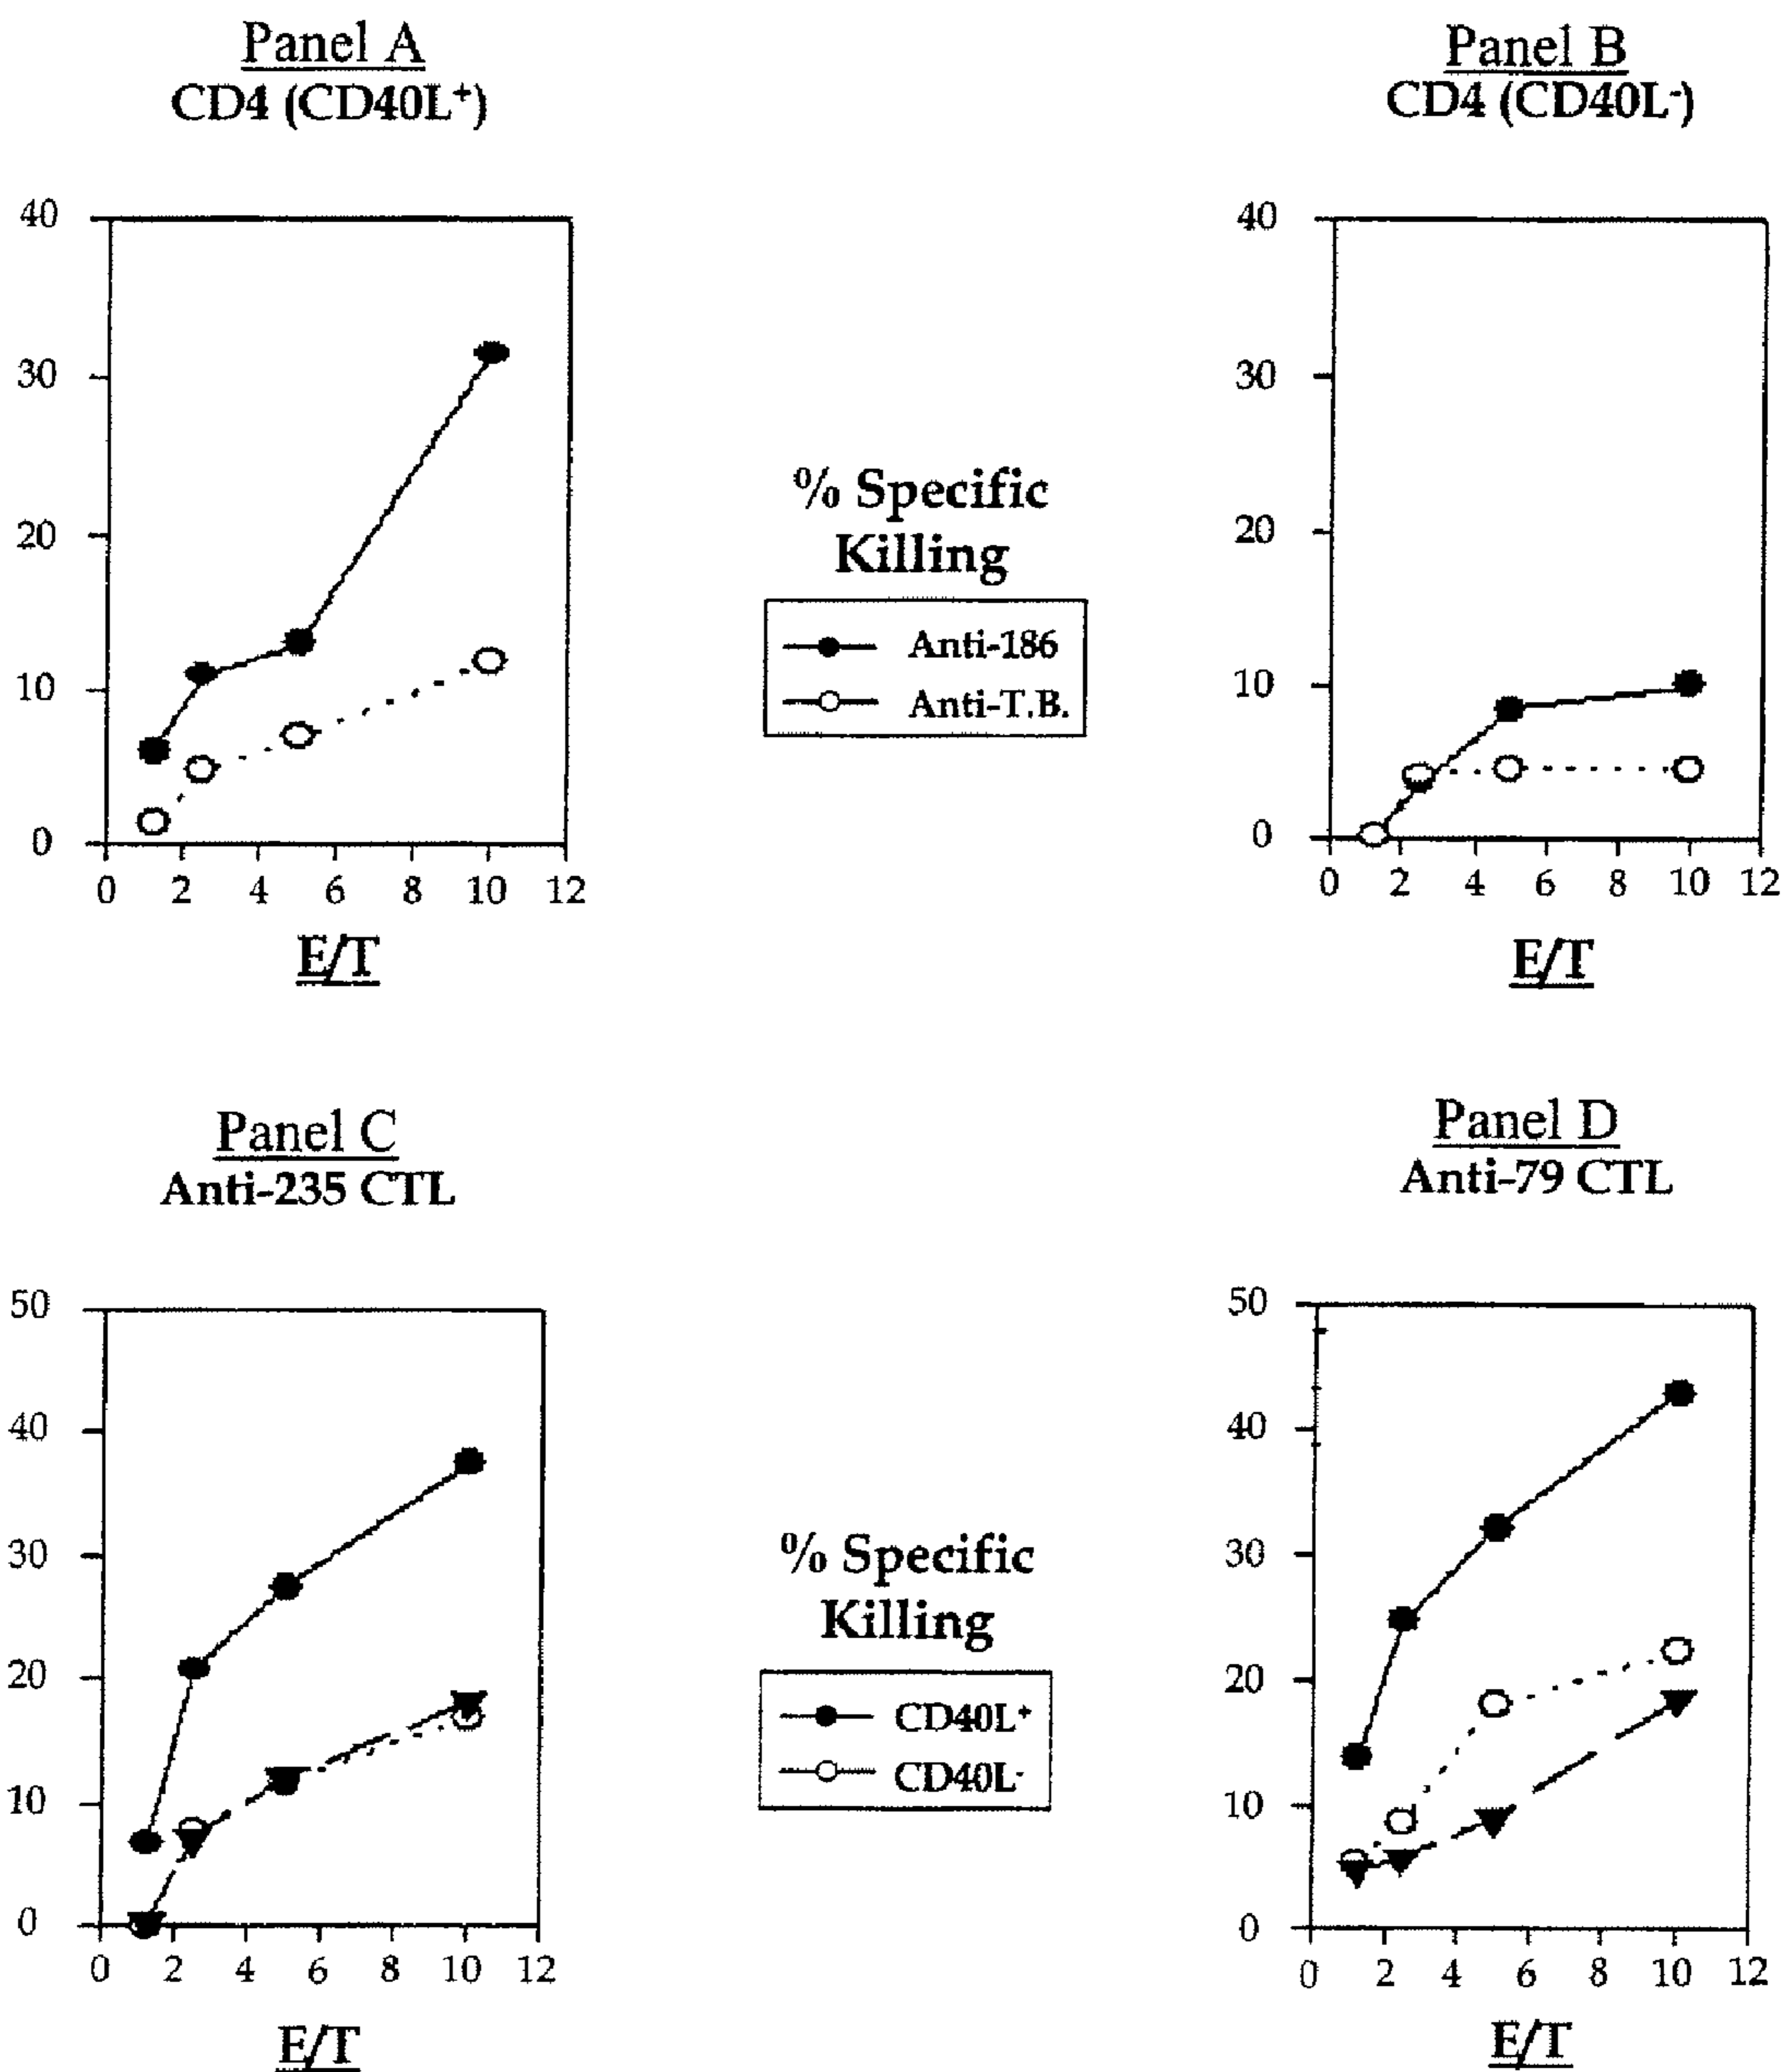 Panel A
CD4 (CD40L⁺)
40
30
20
10
0
0 2 4 6 8 10 12
E/T
% Specific
Killing
Anti-186
Anti-T.B.
Panel B
CD4 (CD40L⁻)
40
30
20
10
0
0 2 4 6 8 10 12
E/T
Panel C
Anti-235 CTL
50
40
30
20
10
0
0 2 4 6 8 10 12
E/T
% Specific
Killing
CD40L⁺
CD40L⁻
Panel D
Anti-79 CTL
50
40
30
20
10
0
0 2 4 6 8 10 12
E/T